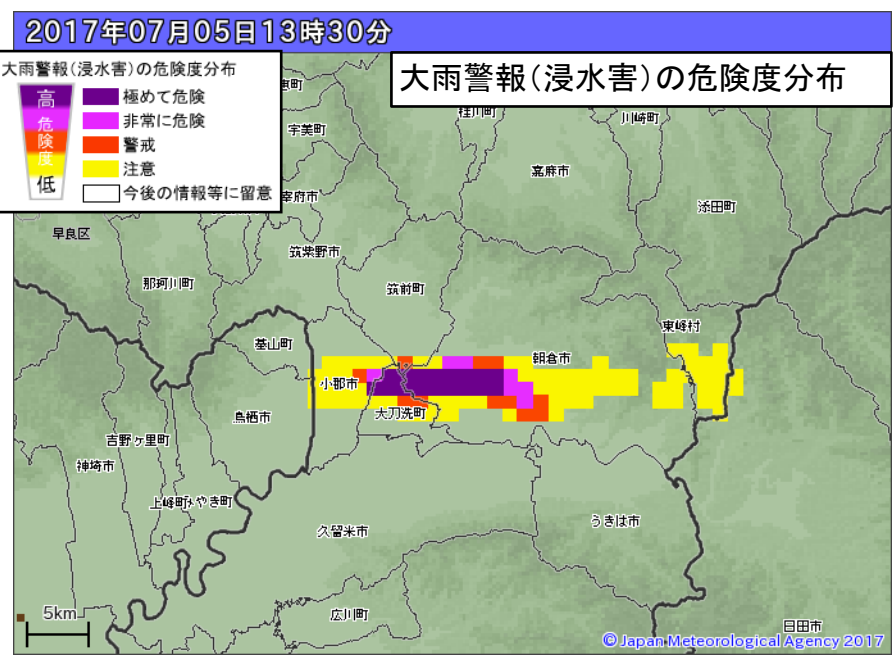 2017年07月05日13時30分
大雨警報(浸水害)の危険度分布
大雨警報(浸水害)の危険度分布
高
危険度
低
極めて危険
非常に危険
警戒
注意
今後の情報等に留意
恵町
宇美町
桂川町
川崎町
嘉麻市
宰府市
添田町
早良区
筑紫野市
那珂川町
筑前町
東峰村
基山町
朝倉市
小郡市
大刀洗町
鳥栖市
吉野ヶ里町
神埼市
上峰町
みやき町
久留米市
うきは市
広川町
日田市
5km
© Japan Meteorological Agency 2017